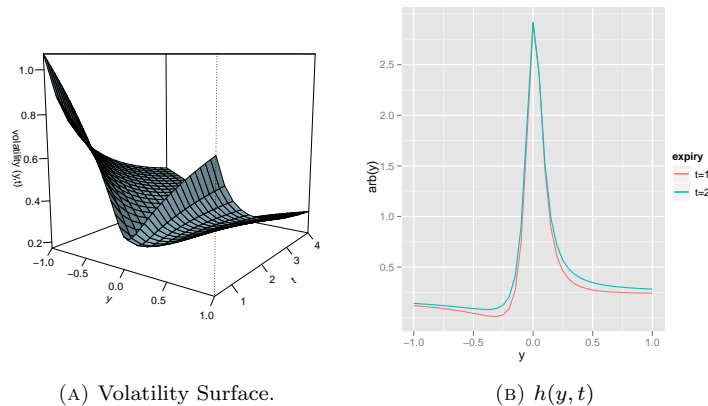 1.0
0.8
0.6
0.4
0.2
volatility (y,t)
−1.0
−0.5
0.0
0.5
1.0
y
1
2
3
4
t
2.5
2.0
1.5
1.0
0.5
arb(y)
−1.0 −0.5 0.0 0.5 1.0
y
expiry
t=1
t=2
(A) Volatility Surface.
(B) h(y, t)